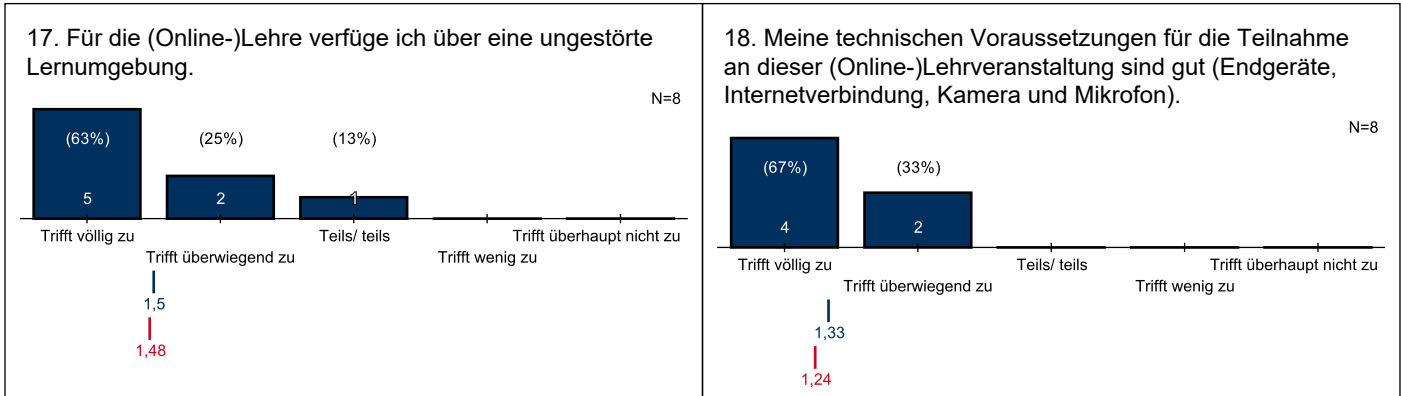 17. Für die (Online-)Lehre verfüge ich über eine ungestörte
Lernumgebung.
N=8
(63%) (25%) (13%)
5 2 1
Trifft völlig zu Teils/ teils Trifft überhaupt nicht zu
Trifft überwiegend zu Trifft wenig zu
1,5
1,48
18. Meine technischen Voraussetzungen für die Teilnahme
an dieser (Online-)Lehrveranstaltung sind gut (Endgeräte,
Internetverbindung, Kamera und Mikrofon).
N=8
(67%) (33%)
4 2
Trifft völlig zu Teils/ teils Trifft überhaupt nicht zu
Trifft überwiegend zu Trifft wenig zu
1,33
1,24